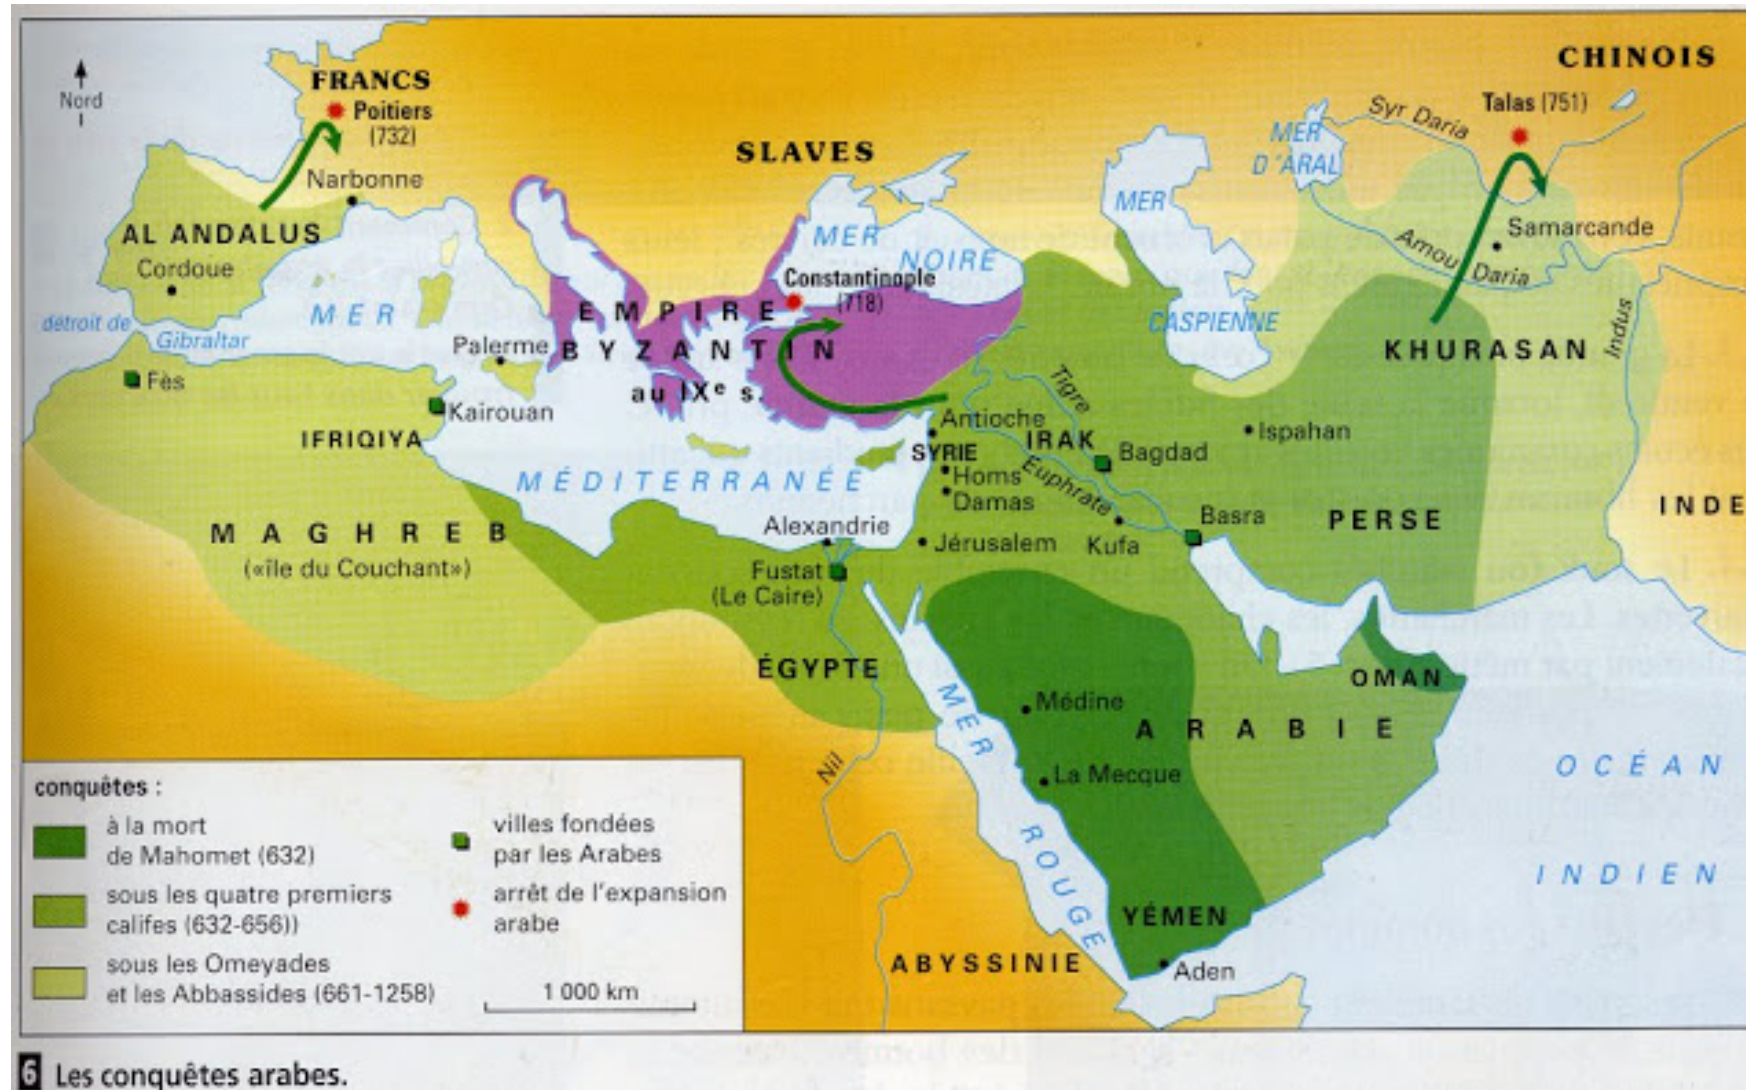 CHINOIS
Nord
FRANCS
Poitiers
(732)
Syr Daria
Talas (751)
MER
D'ARAL
SLAVES
Narbonne
MER
CASPIENNE
AL ANDALUS
Cordoue
MER
NOIRE
Samarcande
Amou Daria
Constantinople
(718)
détroit de
Gibraltar
MER
MÉDITERRANÉE
EMPIRE
BYZANTIN
au IXe s.
Indus
KHURASAN
Palerme
Fès
Kairouan
IFRIQIYA
Tigre
Antioche
SYRIE
IRAK
Bagdad
Ispahan
Homs
Damas
Euphrate
INDE
MAGHREB
(«île du Couchant»)
Alexandrie
Jérusalem
Kufa
Basra
PERSE
Fustat
(Le Caire)
ÉGYPTE
OMAN
Médine
ARABIE
MER
ROUGE
La Mecque
Nil
OCÉAN
INDIEN
YÉMEN
ABYSSINIE
Aden
conquêtes :
à la mort
de Mahomet (632)
sous les quatre premiers
califes (632-656))
sous les Omeyades
et les Abbassides (661-1258)
villes fondées
par les Arabes
arrêt de l'expansion
arabe
1 000 km
6 Les conquêtes arabes.